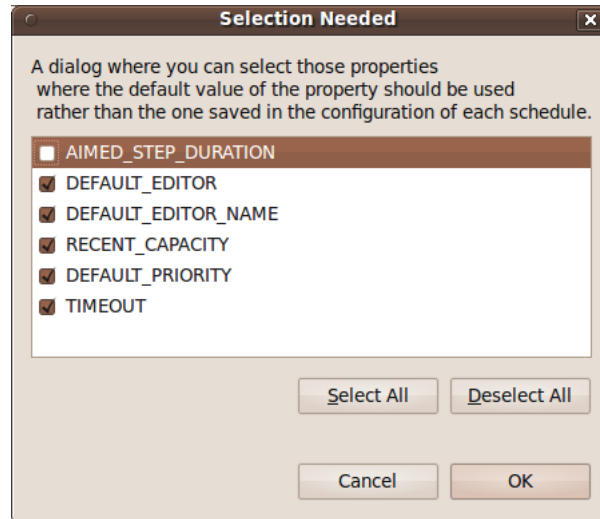 Selection Needed
A dialog where you can select those properties
where the default value of the property should be used
rather than the one saved in the configuration of each schedule.
AIMED_STEP_DURATION
DEFAULT_EDITOR
DEFAULT_EDITOR_NAME
RECENT_CAPACITY
DEFAULT_PRIORITY
TIMEOUT
Select All Deselect All
Cancel OK